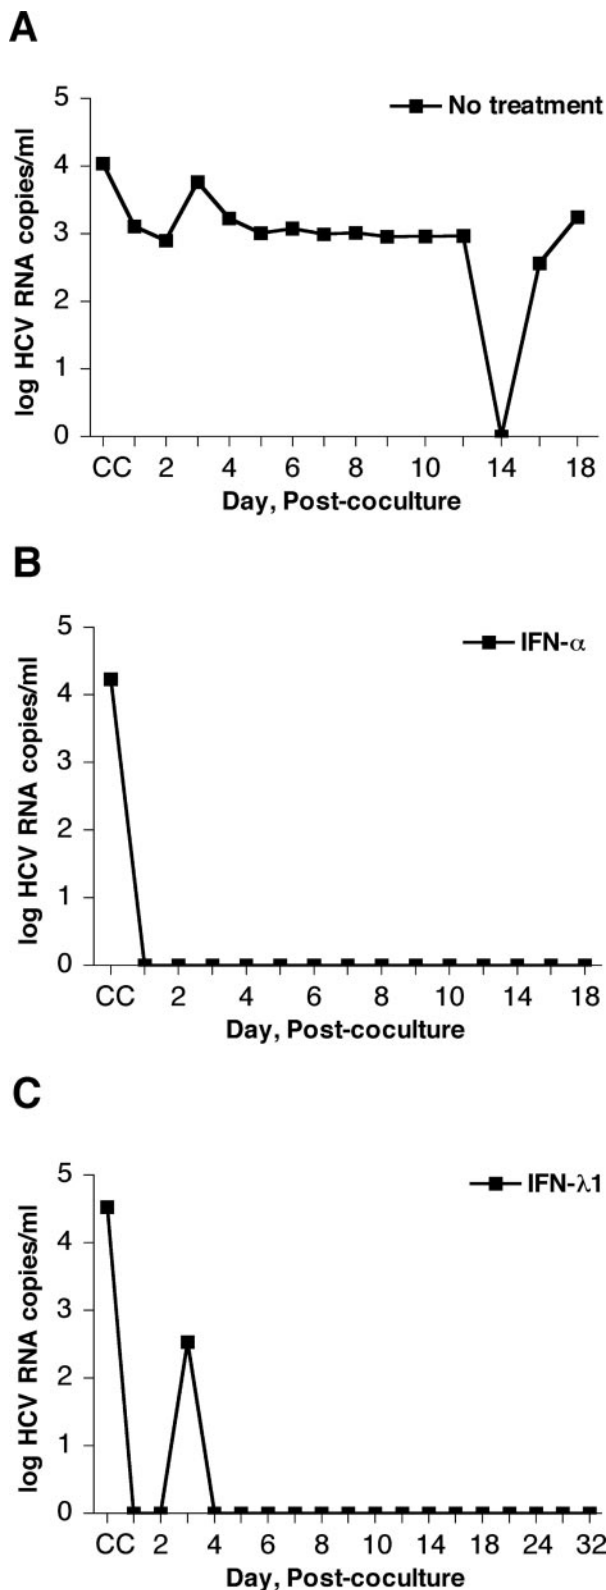 A
No treatment
log HCV RNA copies/ml
5
4
3
2
1
0
CC 2 4 6 8 10 14 18
Day, Post-coculture
B
IFN-α
log HCV RNA copies/ml
5
4
3
2
1
0
CC 2 4 6 8 10 14 18
Day, Post-coculture
C
IFN-λ1
log HCV RNA copies/ml
5
4
3
2
1
0
CC 2 4 6 8 10 14 18 24 32
Day, Post-coculture